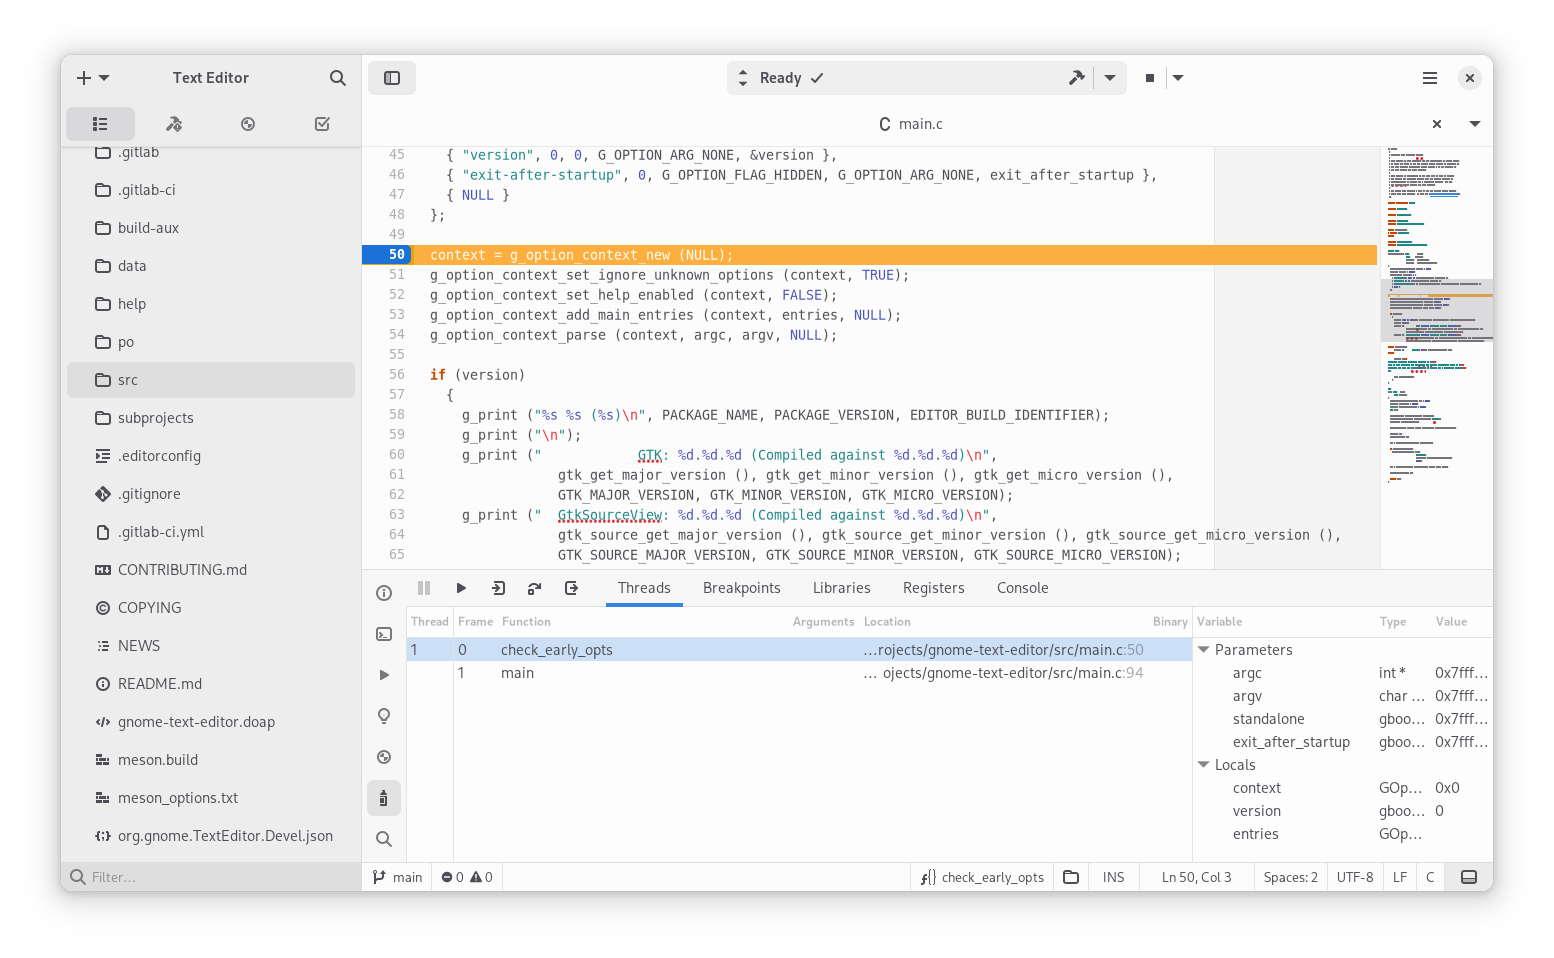 Text Editor
Ready
main.c
.gitlab
.gitlab-ci
build-aux
data
help
po
src
subprojects
.editorconfig
.gitignore
.gitlab-ci.yml
CONTRIBUTING.md
COPYING
NEWS
README.md
gnome-text-editor.doap
meson.build
meson_options.txt
org.gnome.TextEditor.Devel.json
Filter...
45 { "version", 0, 0, G_OPTION_ARG_NONE, &version },
46 { "exit-after-startup", 0, G_OPTION_FLAG_HIDDEN, G_OPTION_ARG_NONE, exit_after_startup },
47 { NULL }
48 };
49
50 context = g_option_context_new (NULL);
51 g_option_context_set_ignore_unknown_options (context, TRUE);
52 g_option_context_set_help_enabled (context, FALSE);
53 g_option_context_add_main_entries (context, entries, NULL);
54 g_option_context_parse (context, argc, argv, NULL);
55
56 if (version)
57 {
58 g_print ("%s %s (%s)\n", PACKAGE_NAME, PACKAGE_VERSION, EDITOR_BUILD_IDENTIFIER);
59 g_print ("\n");
60 g_print ("            GTK: %d.%d.%d (Compiled against %d.%d.%d)\n",
61 gtk_get_major_version (), gtk_get_minor_version (), gtk_get_micro_version (),
62 GTK_MAJOR_VERSION, GTK_MINOR_VERSION, GTK_MICRO_VERSION);
63 g_print ("  GtkSourceView: %d.%d.%d (Compiled against %d.%d.%d)\n",
64 gtk_source_get_major_version (), gtk_source_get_minor_version (), gtk_source_get_micro_version (),
65 GTK_SOURCE_MAJOR_VERSION, GTK_SOURCE_MINOR_VERSION, GTK_SOURCE_MICRO_VERSION);
Threads Breakpoints Libraries Registers Console
Thread Frame Function Arguments Location Binary
1 0 check_early_opts ...rojects/gnome-text-editor/src/main.c:50
1 main ... ojects/gnome-text-editor/src/main.c:94
Variable Type Value
Parameters
argc int * 0x7fff...
argv char ... 0x7fff...
standalone gboo... 0x7fff...
exit_after_startup gboo... 0x7fff...
Locals
context GOp... 0x0
version gboo... 0
entries GOp...
main 0 0 check_early_opts INS Ln 50, Col 3 Spaces: 2 UTF-8 LF C